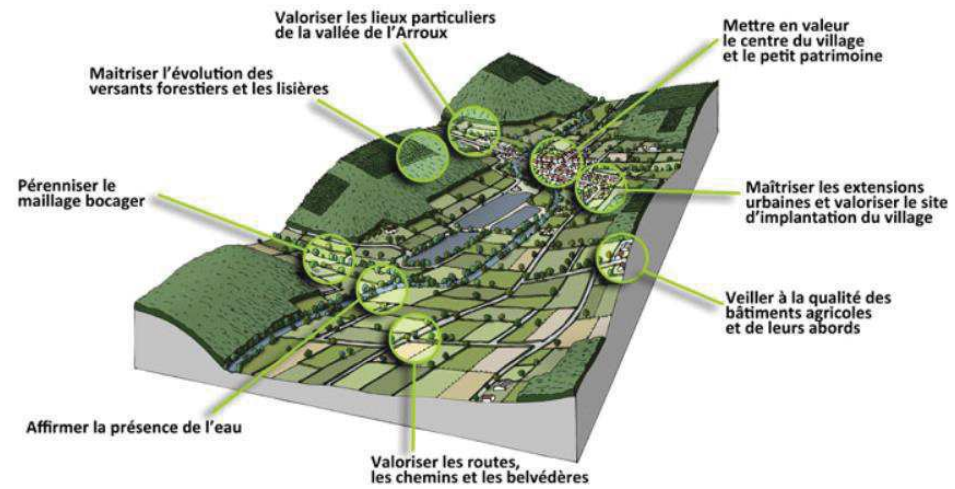 Valoriser les lieux particuliers
de la vallée de l'Arroux
Mettre en valeur
le centre du village
et le petit patrimoine
Maitriser l'évolution des
versants forestiers et les lisières
Pérenniser le
maillage bocager
Maîtriser les extensions
urbaines et valoriser le site
d'implantation du village
Veiller à la qualité des
bâtiments agricoles
et de leurs abords
Affirmer la présence de l'eau
Valoriser les routes,
les chemins et les belvédères